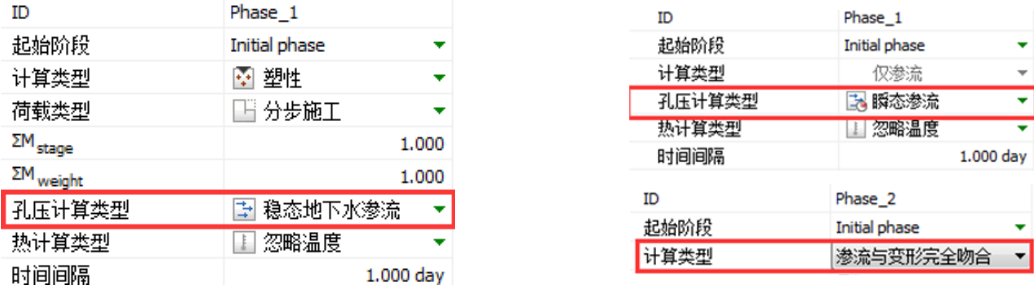 ID Phase_1
起始阶段 Initial phase
计算类型 塑性
荷载类型 分步施工
ΣM stage 1.000
ΣM weight 1.000
孔压计算类型 稳态地下水渗流
热计算类型 忽略温度
时间间隔 1.000 day
ID Phase_1
起始阶段 Initial phase
计算类型 仅渗流
孔压计算类型 瞬态渗流
热计算类型 忽略温度
时间间隔 1.000 day
ID Phase_2
起始阶段 Initial phase
计算类型 渗流与变形完全吻合